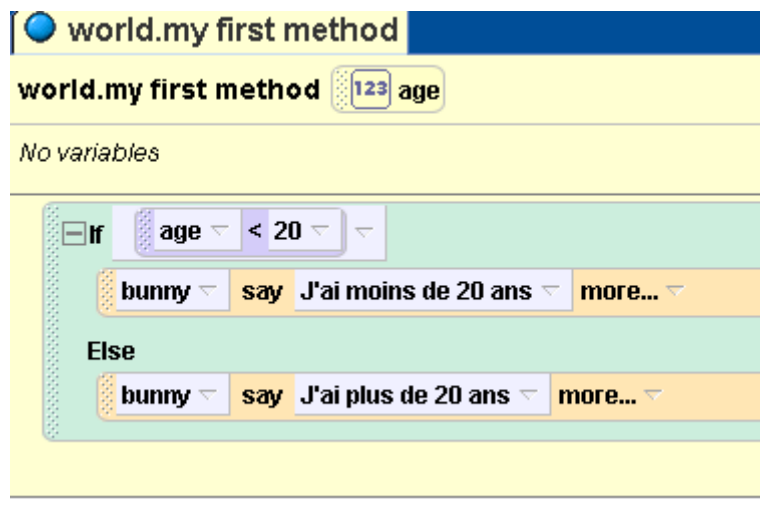 world.my first method
world.my first method 123 age
No variables
If age < 20
bunny say J'ai moins de 20 ans more...
Else
bunny say J'ai plus de 20 ans more...